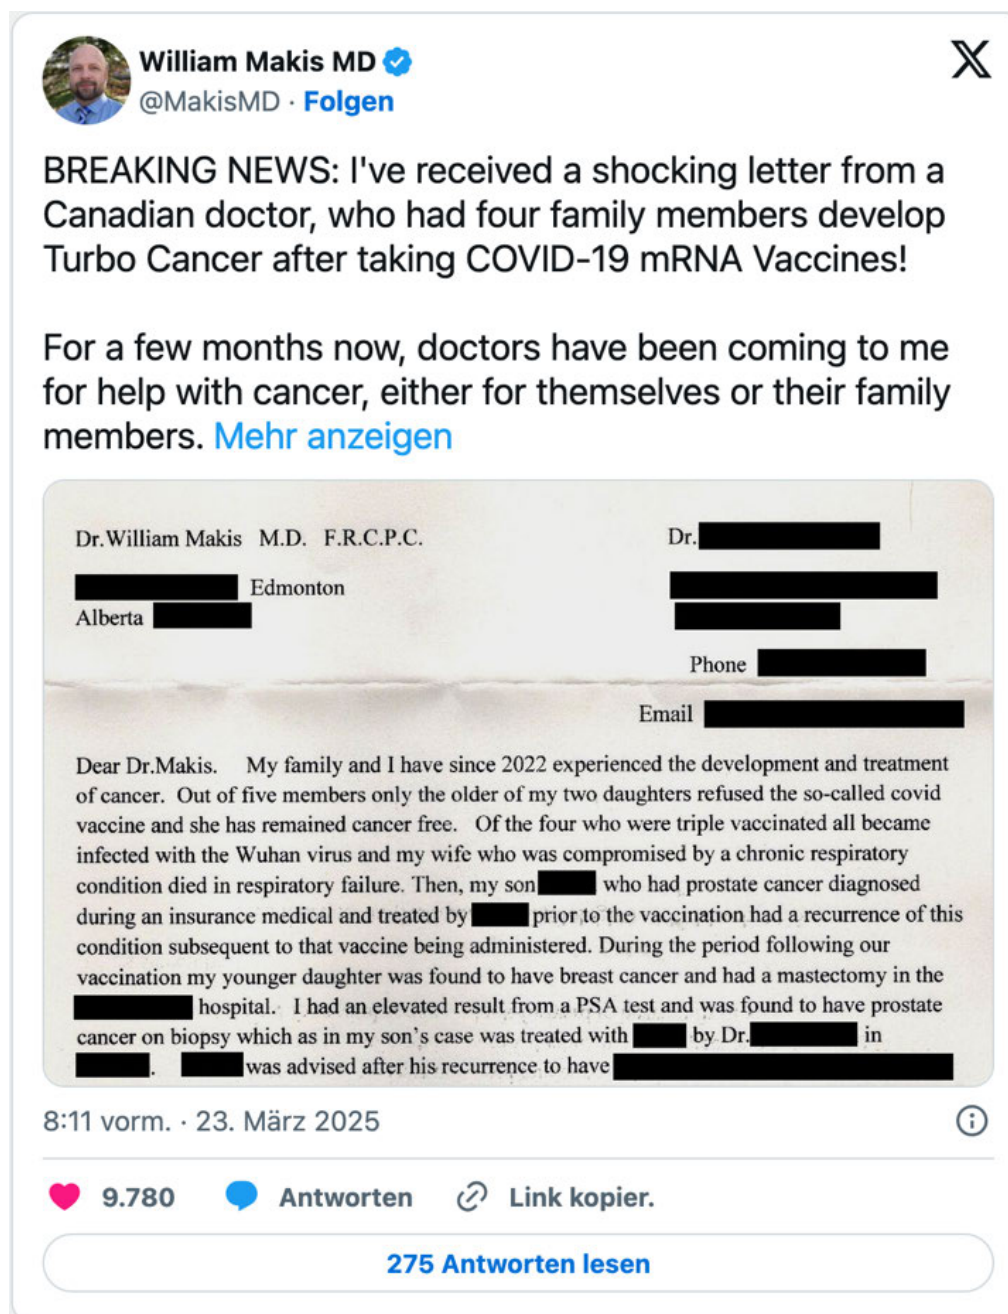 William Makis MD
@MakisMD · Folgen
BREAKING NEWS: I've received a shocking letter from a
Canadian doctor, who had four family members develop
Turbo Cancer after taking COVID-19 mRNA Vaccines!
For a few months now, doctors have been coming to me
for help with cancer, either for themselves or their family
members. Mehr anzeigen
Dr.William Makis M.D. F.R.C.P.C.
Dr.
Edmonton
Alberta
Phone
Email
Dear Dr.Makis. My family and I have since 2022 experienced the development and treatment
of cancer. Out of five members only the older of my two daughters refused the so-called covid
vaccine and she has remained cancer free. Of the four who were triple vaccinated all became
infected with the Wuhan virus and my wife who was compromised by a chronic respiratory
condition died in respiratory failure. Then, my son who had prostate cancer diagnosed
during an insurance medical and treated by prior to the vaccination had a recurrence of this
condition subsequent to that vaccine being administered. During the period following our
vaccination my younger daughter was found to have breast cancer and had a mastectomy in the
hospital. I had an elevated result from a PSA test and was found to have prostate
cancer on biopsy which as in my son's case was treated with by Dr. in
. was advised after his recurrence to have
8:11 vorm. · 23. März 2025
9.780 Antworten Link kopier.
275 Antworten lesen